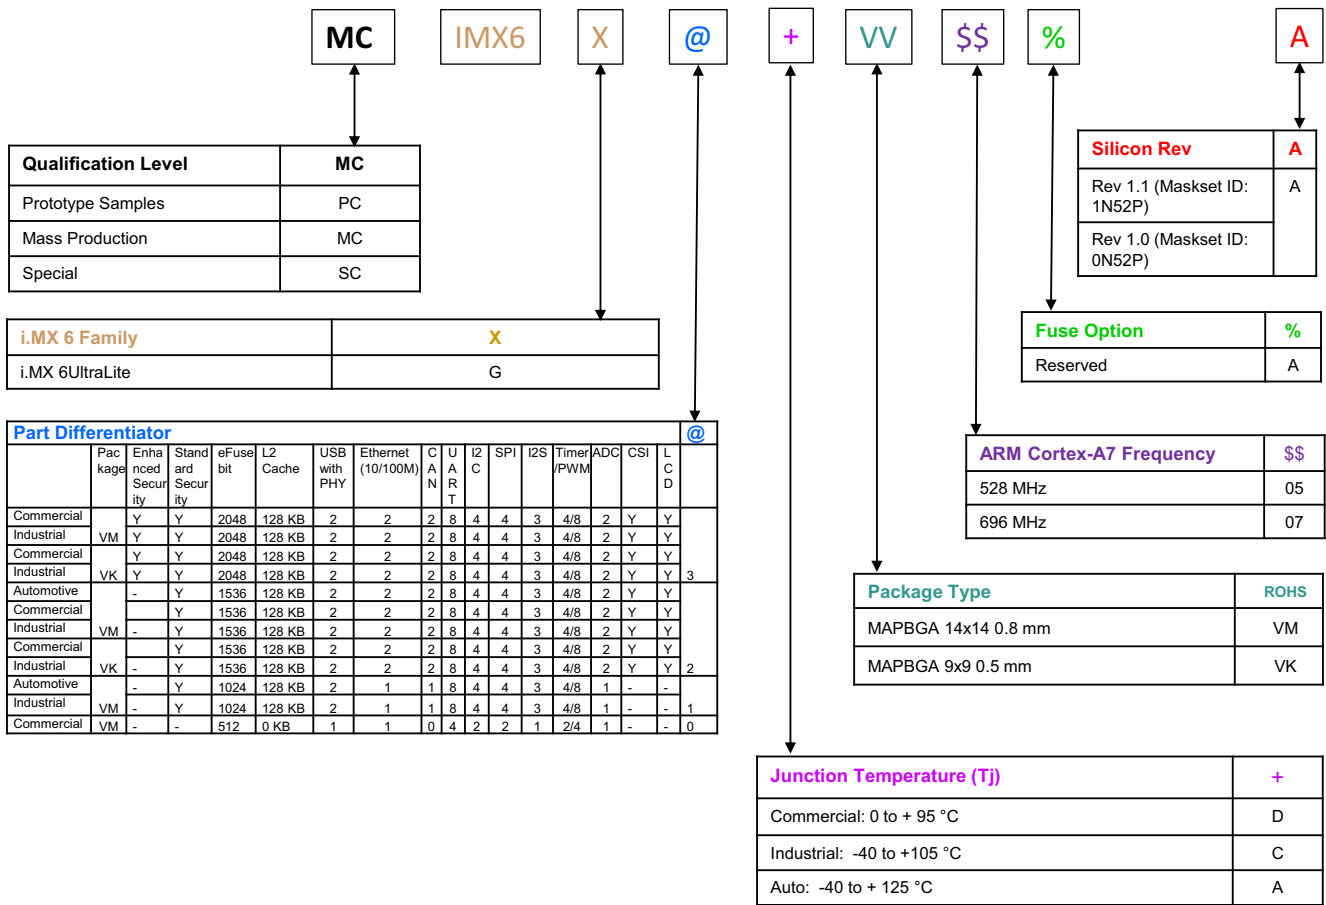 MC IMX6 X @ + VV $$ % A
Qualification Level MC
Prototype Samples PC
Mass Production MC
Special SC
Silicon Rev A
Rev 1.1 (Maskset ID: A
1N52P)
Rev 1.0 (Maskset ID:
0N52P)
i.MX 6 Family X
i.MX 6UltraLite G
Fuse Option %
Reserved A
Part Differentiator @
Pac Enha Stand eFuse L2 USB Ethernet C U I2 SPI I2S Timer ADC CSI L
kage nced ard bit Cache with (10/100M) A A C /PWM C
Secur Secur PHY N R D
ity ity T
Commercial Y Y 2048 128 KB 2 2 2 8 4 4 3 4/8 2 Y Y
Industrial VM Y Y 2048 128 KB 2 2 2 8 4 4 3 4/8 2 Y Y
Commercial Y Y 2048 128 KB 2 2 2 8 4 4 3 4/8 2 Y Y
Industrial VK Y Y 2048 128 KB 2 2 2 8 4 4 3 4/8 2 Y Y 3
Automotive - Y 1536 128 KB 2 2 2 8 4 4 3 4/8 2 Y Y
Commercial Y 1536 128 KB 2 2 2 8 4 4 3 4/8 2 Y Y
Industrial VM - Y 1536 128 KB 2 2 2 8 4 4 3 4/8 2 Y Y
Commercial Y 1536 128 KB 2 2 2 8 4 4 3 4/8 2 Y Y
Industrial VK - Y 1536 128 KB 2 2 2 8 4 4 3 4/8 2 Y Y 2
Automotive - Y 1024 128 KB 2 1 1 8 4 4 3 4/8 1 - -
Industrial VM - Y 1024 128 KB 2 1 1 8 4 4 3 4/8 1 - - 1
Commercial VM - - 512 0 KB 1 1 0 4 2 2 1 2/4 1 - - 0
ARM Cortex-A7 Frequency $$
528 MHz 05
696 MHz 07
Package Type ROHS
MAPBGA 14x14 0.8 mm VM
MAPBGA 9x9 0.5 mm VK
Junction Temperature (Tj) +
Commercial: 0 to + 95 °C D
Industrial: -40 to +105 °C C
Auto: -40 to + 125 °C A